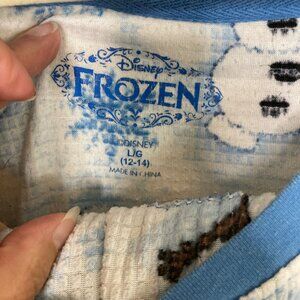 Disney
FROZEN
©DISNEY
L/G
(12-14)
MADE IN CHINA